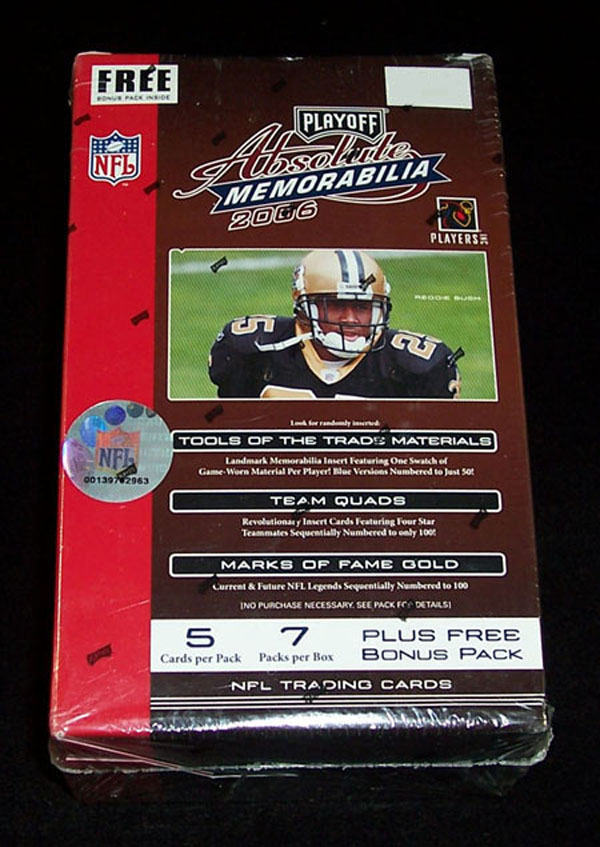 FREE
BONUS PACK INSIDE
NFL
PLAYOFF
Absolute
MEMORABILIA
2006
PLAYERS INC
REGGIE BUSH
25 25
25
Look for randomly inserted:
TOOLS OF THE TRADE MATERIALS
Landmark Memorabilia Insert Featuring One Swatch of
Game-Worn Material Per Player! Blue Versions Numbered to Just 50!
NFL
TEAM QUADS
Revolutionary Insert Cards Featuring Four Star
Teammates Sequentially Numbered to only 100!
MARKS OF FAME GOLD
Current & Future NFL Legends Sequentially Numbered to 100
[NO PURCHASE NECESSARY. SEE PACK FOR DETAILS]
5 7 PLUS FREE
Cards per Pack Packs per Box BONUS PACK
NFL TRADING CARDS